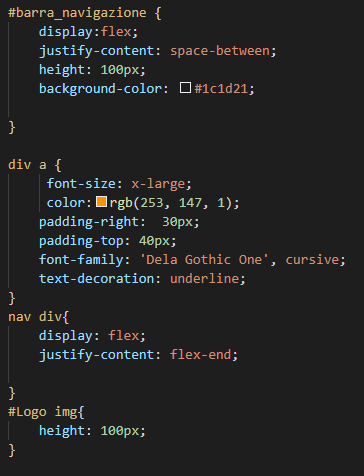 #barra_navigazione {
display:flex;
justify-content: space-between;
height: 100px;
background-color: #1c1d21;
}
div a {
font-size: x-large;
color:rgb(253, 147, 1);
padding-right:  30px;
padding-top: 40px;
font-family: 'Dela Gothic One', cursive;
text-decoration: underline;
}
nav div{
display: flex;
justify-content: flex-end;
}
#Logo img{
height: 100px;
}